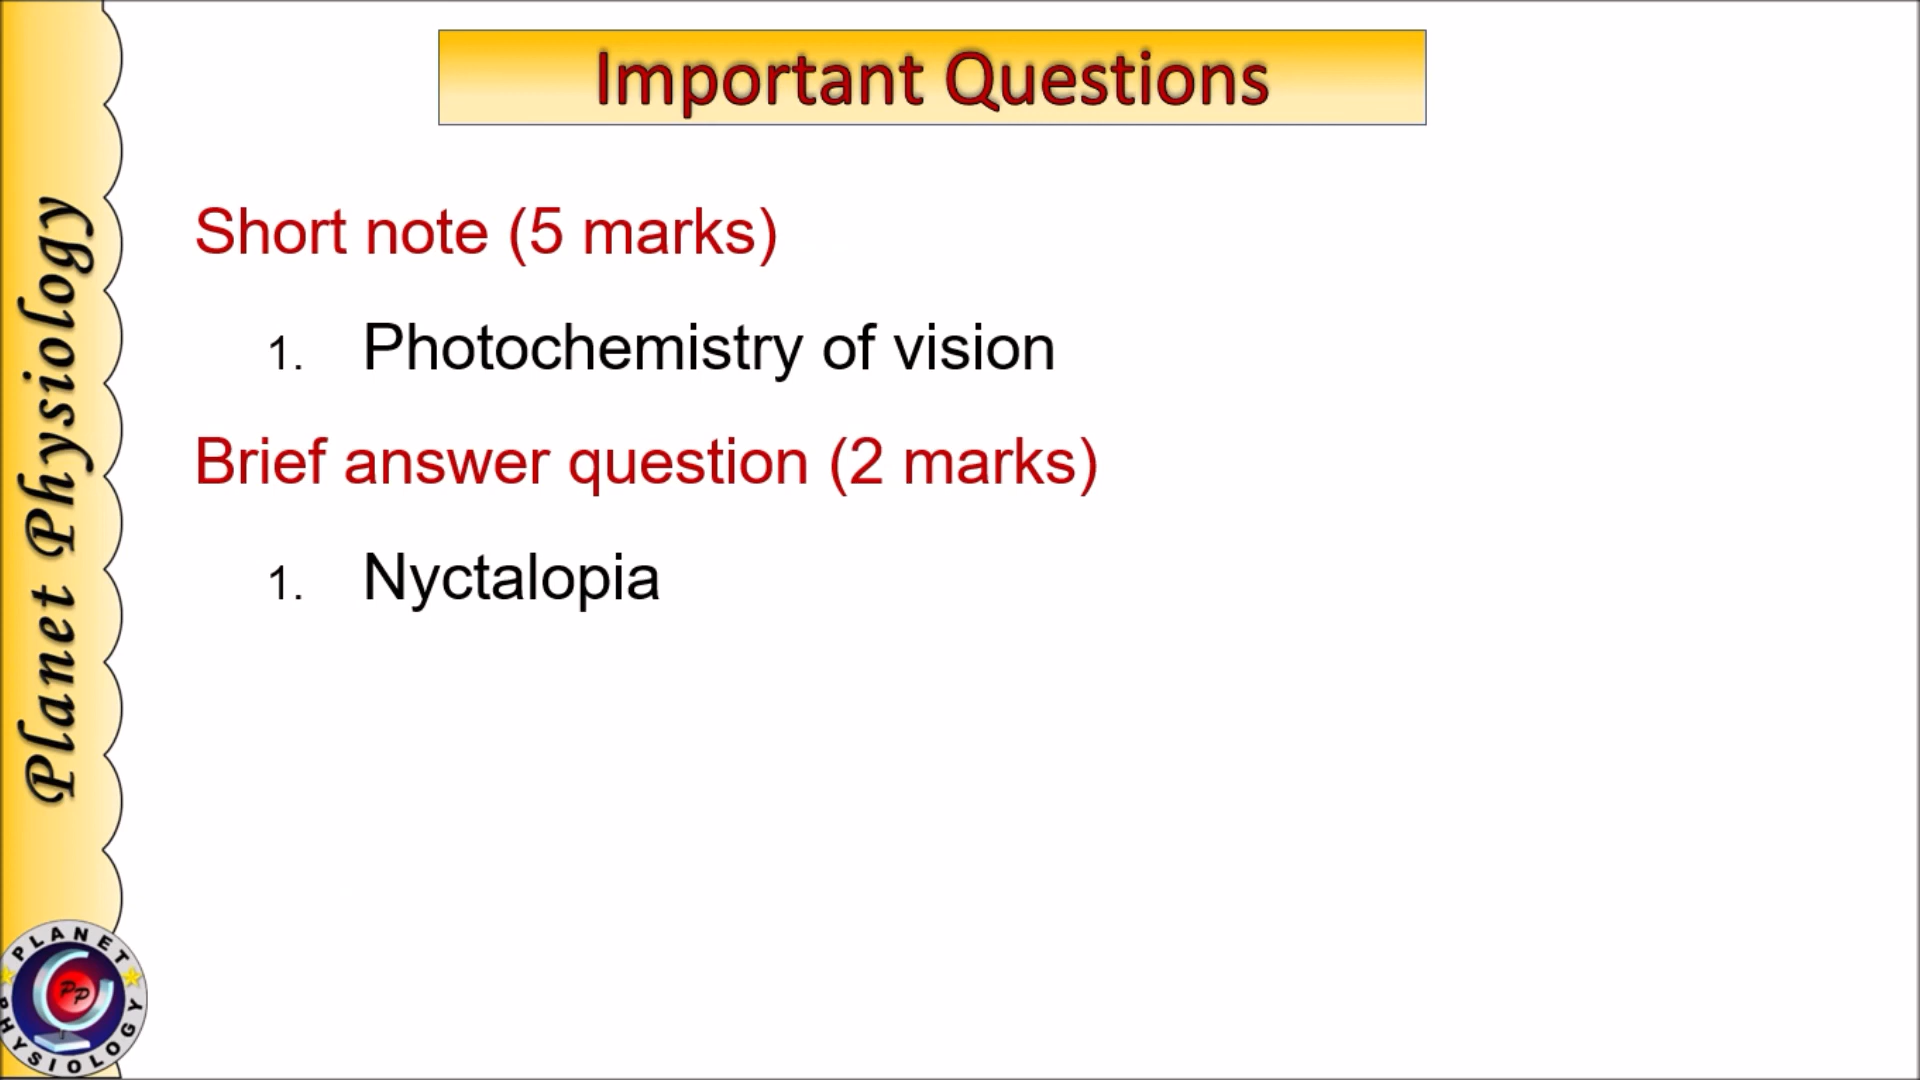 Important Questions
Short note (5 marks)
1. Photochemistry of vision
Brief answer question (2 marks)
1. Nyctalopia
Planet Physiology
PLANET
PP
PHYSIOLOGY